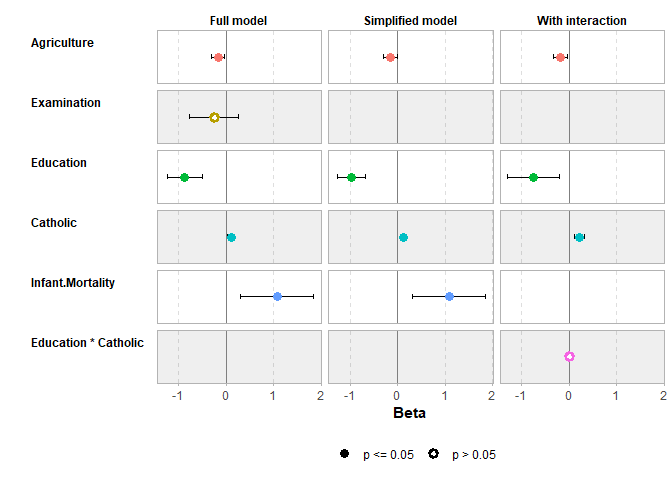 Full model Simplified model With interaction
Agriculture
Examination
Education
Catholic
Infant.Mortality
Education * Catholic
-1 0 1 2 -1 0 1 2 -1 0 1 2
Beta
p <= 0.05 p > 0.05